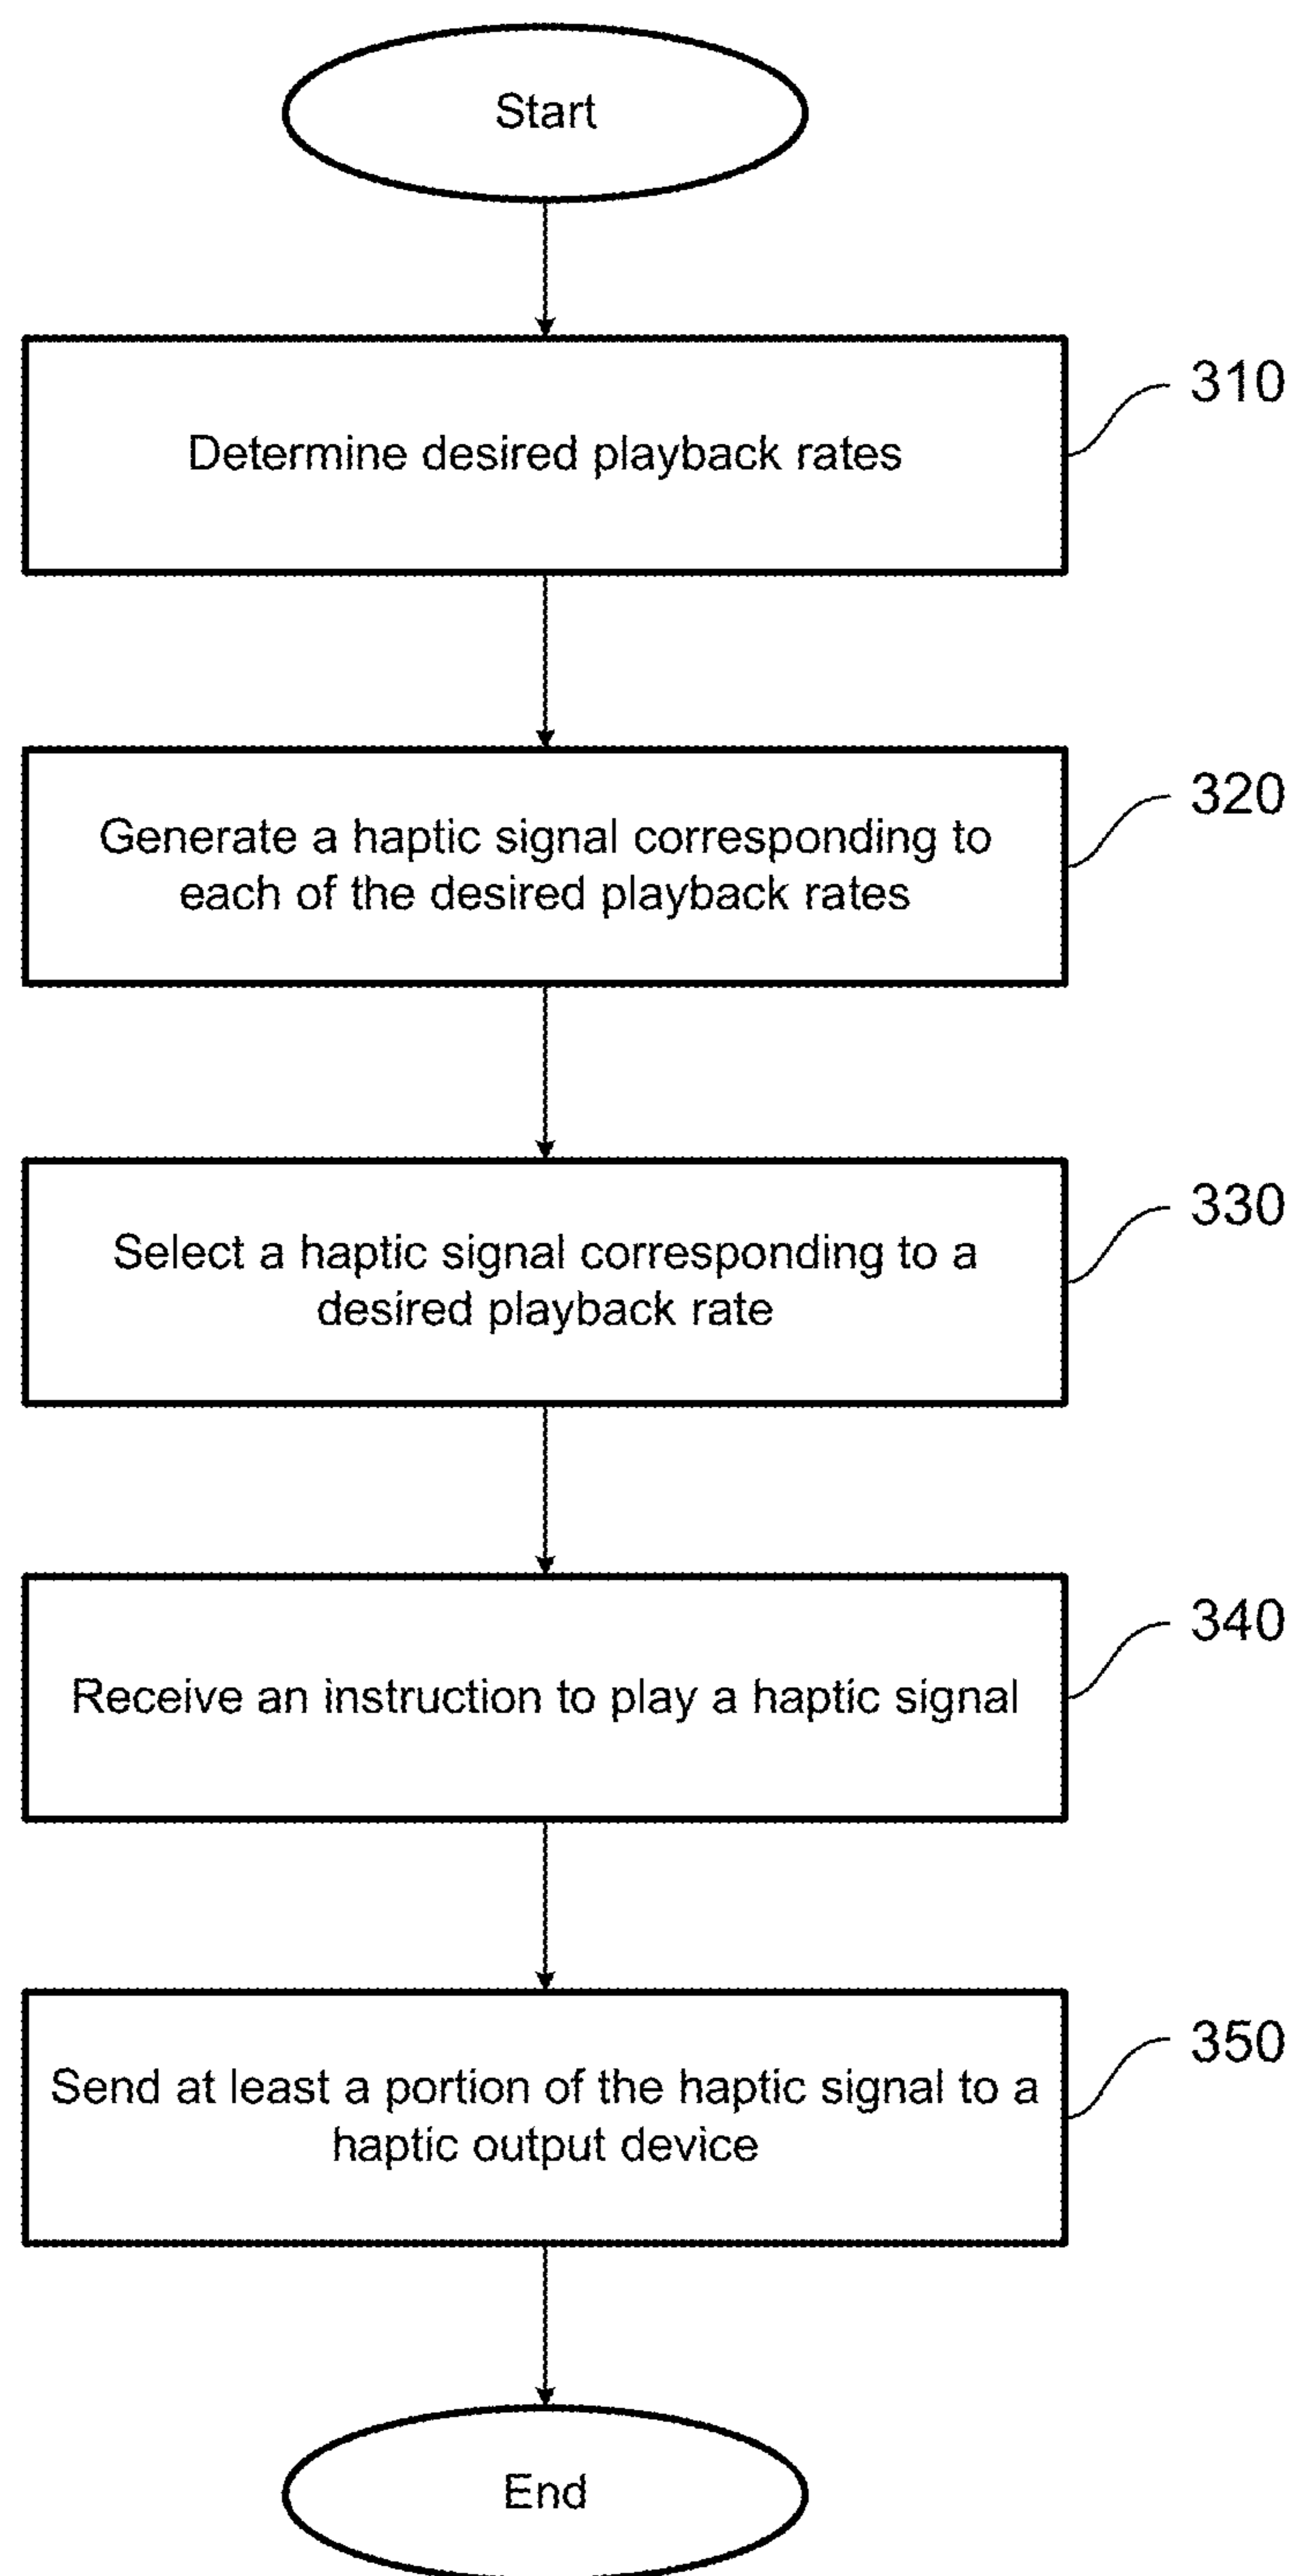 Start
310
Determine desired playback rates
320
Generate a haptic signal corresponding to
each of the desired playback rates
330
Select a haptic signal corresponding to a
desired playback rate
340
Receive an instruction to play a haptic signal
350
Send at least a portion of the haptic signal to a
haptic output device
End